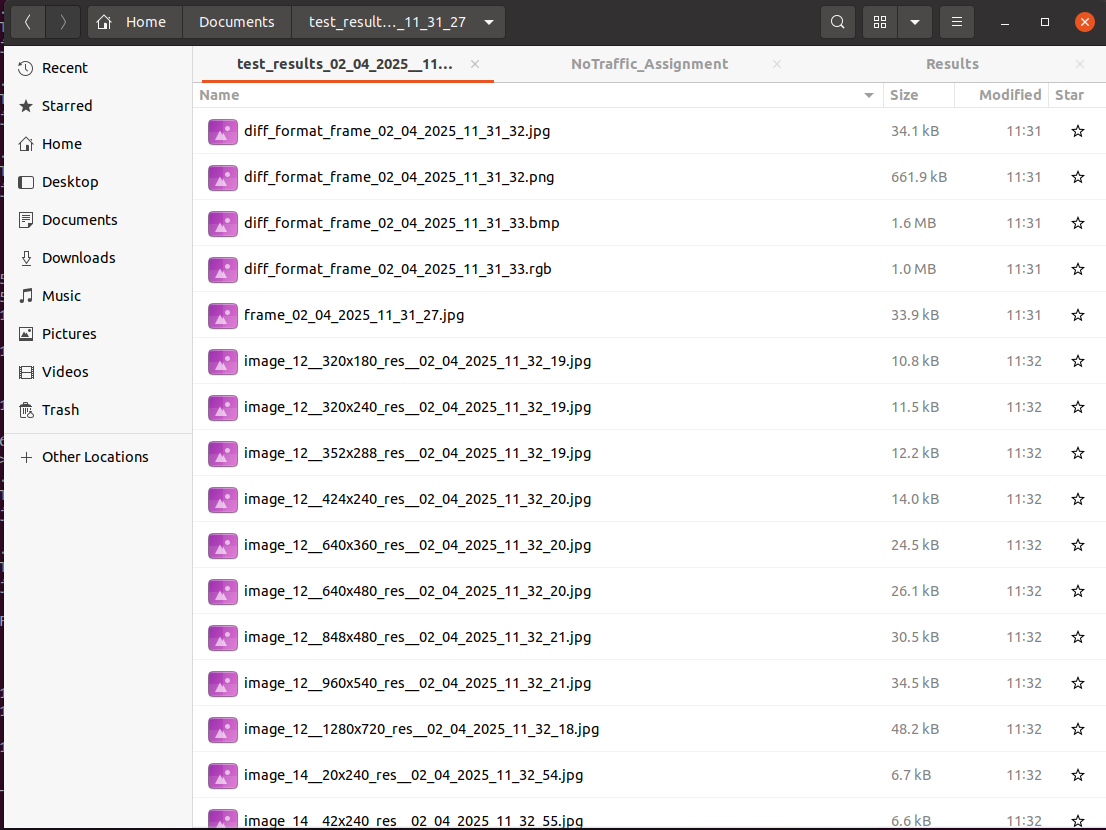 Home Documents test_result..._11_31_27
Recent
Starred
Home
Desktop
Documents
Downloads
Music
Pictures
Videos
Trash
Other Locations
test_results_02_04_2025__11... NoTraffic_Assignment Results
Name Size Modified Star
diff_format_frame_02_04_2025_11_31_32.jpg 34.1 kB 11:31
diff_format_frame_02_04_2025_11_31_32.png 661.9 kB 11:31
diff_format_frame_02_04_2025_11_31_33.bmp 1.6 MB 11:31
diff_format_frame_02_04_2025_11_31_33.rgb 1.0 MB 11:31
frame_02_04_2025_11_31_27.jpg 33.9 kB 11:31
image_12__320x180_res__02_04_2025_11_32_19.jpg 10.8 kB 11:32
image_12__320x240_res__02_04_2025_11_32_19.jpg 11.5 kB 11:32
image_12__352x288_res__02_04_2025_11_32_19.jpg 12.2 kB 11:32
image_12__424x240_res__02_04_2025_11_32_20.jpg 14.0 kB 11:32
image_12__640x360_res__02_04_2025_11_32_20.jpg 24.5 kB 11:32
image_12__640x480_res__02_04_2025_11_32_20.jpg 26.1 kB 11:32
image_12__848x480_res__02_04_2025_11_32_21.jpg 30.5 kB 11:32
image_12__960x540_res__02_04_2025_11_32_21.jpg 34.5 kB 11:32
image_12__1280x720_res__02_04_2025_11_32_18.jpg 48.2 kB 11:32
image_14__20x240_res__02_04_2025_11_32_54.jpg 6.7 kB 11:32
image_14__42x240_res__02_04_2025_11_32_55.jpg 6.6 kB 11:32